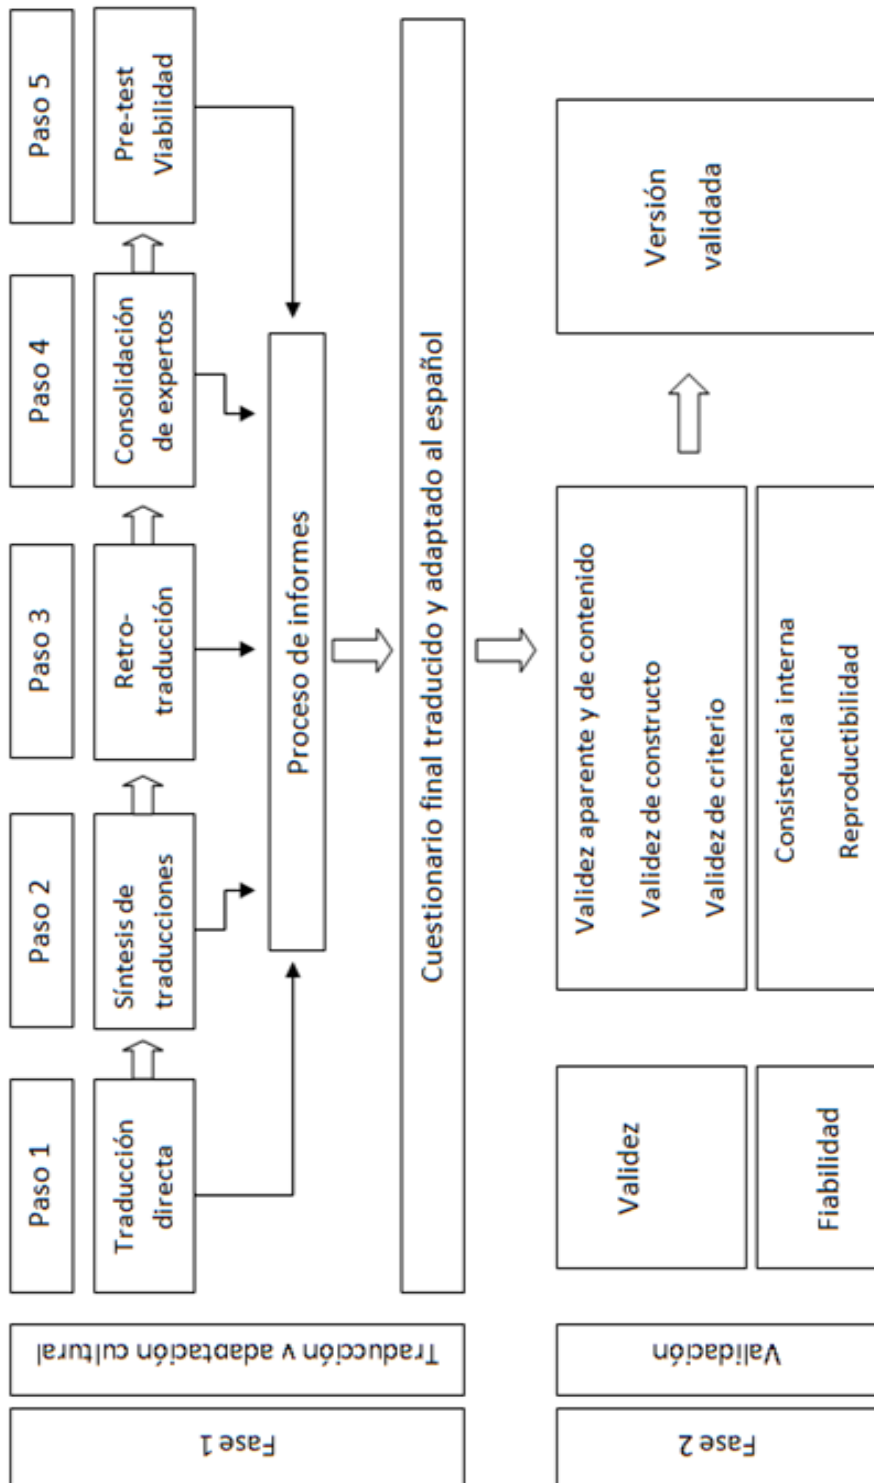 Paso 1
Paso 2
Paso 3
Paso 4
Paso 5
Traducción
directa
Síntesis de
traducciones
Retro-
traducción
Consolidación
de expertos
Pre-test
Viabilidad
Proceso de informes
Cuestionario final traducido y adaptado al español
Fase 1
Traducción y adaptación cultural
Fase 2
Validación
Validez
Validez aparente y de contenido
Validez de constructo
Validez de criterio
Fiabilidad
Consistencia interna
Reproductibilidad
Versión
validada